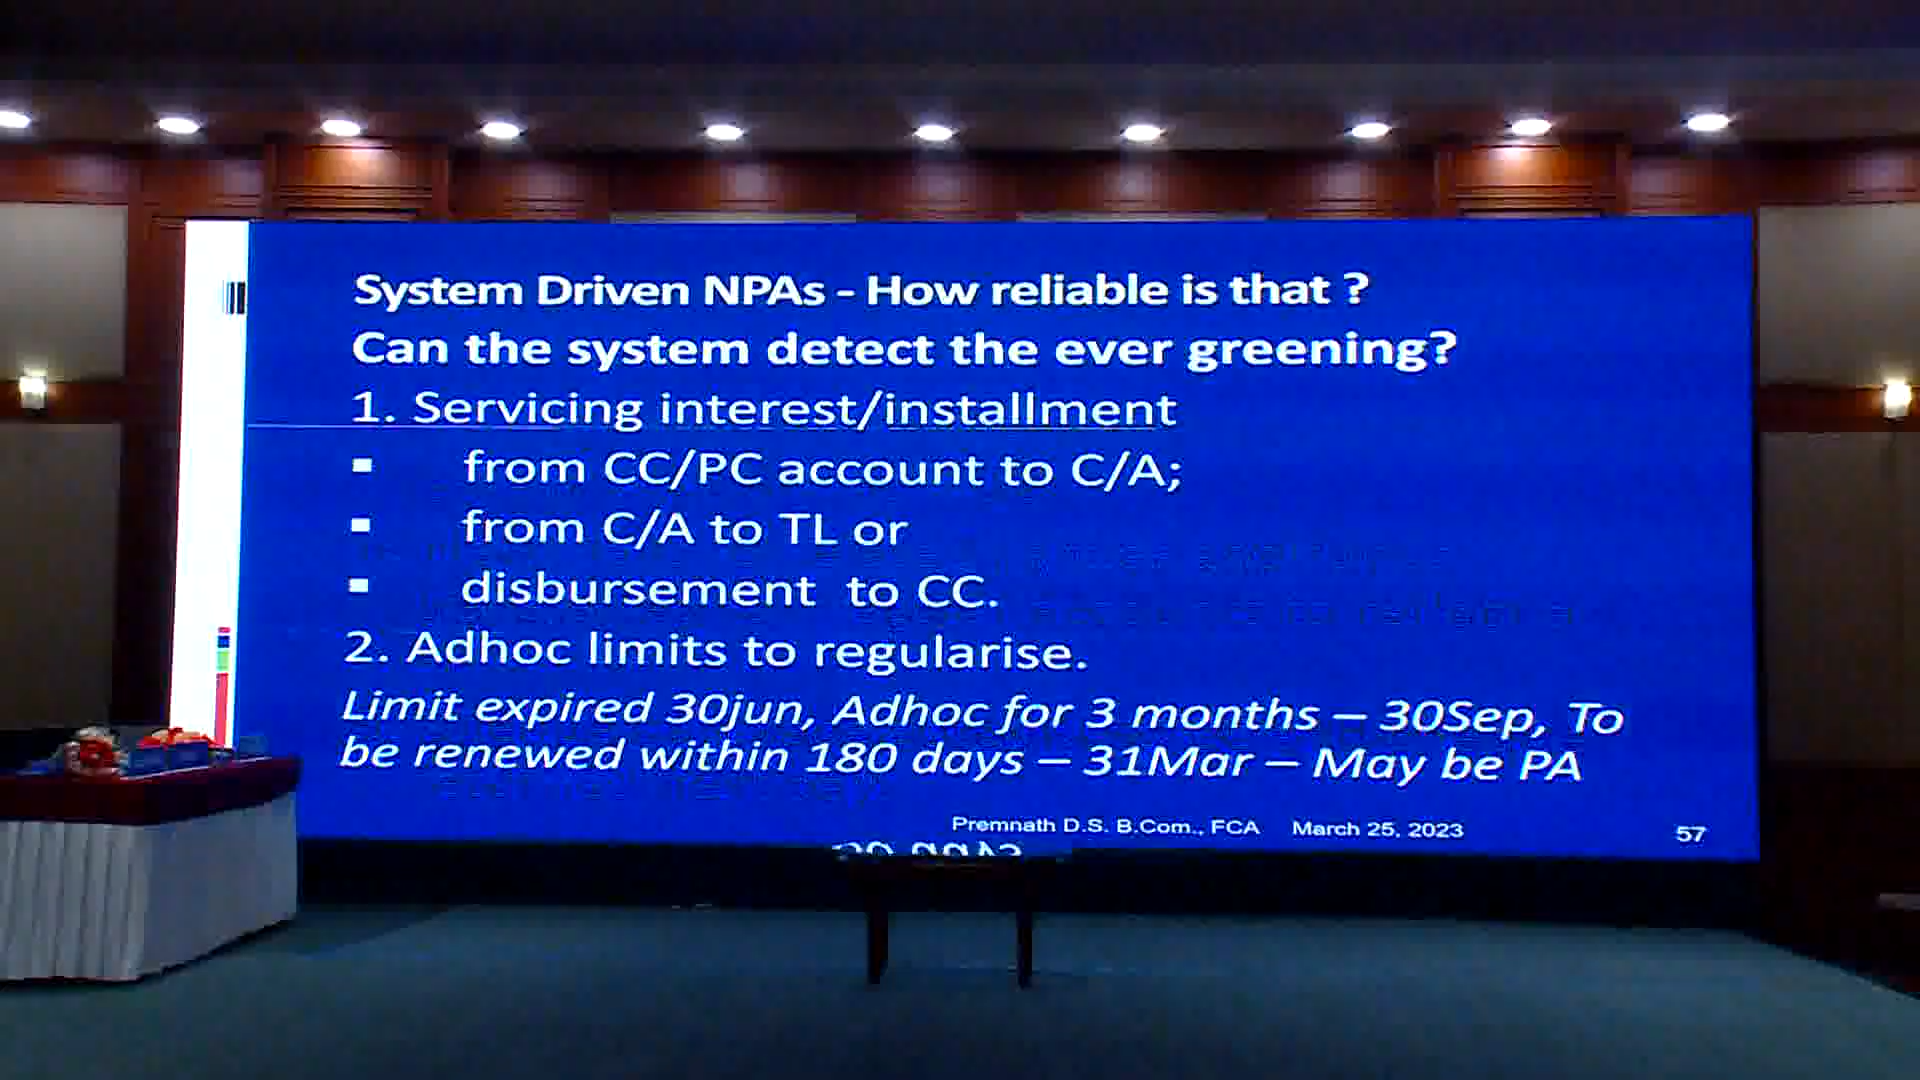 System Driven NPAs - How reliable is that ?
Can the system detect the ever greening?
1. Servicing interest/installment
▪ from CC/PC account to C/A;
▪ from C/A to TL or
▪ disbursement to CC.
2. Adhoc limits to regularise.
Limit expired 30jun, Adhoc for 3 months – 30Sep, To
be renewed within 180 days – 31Mar – May be PA
Premnath D.S. B.Com., FCA March 25, 2023 57